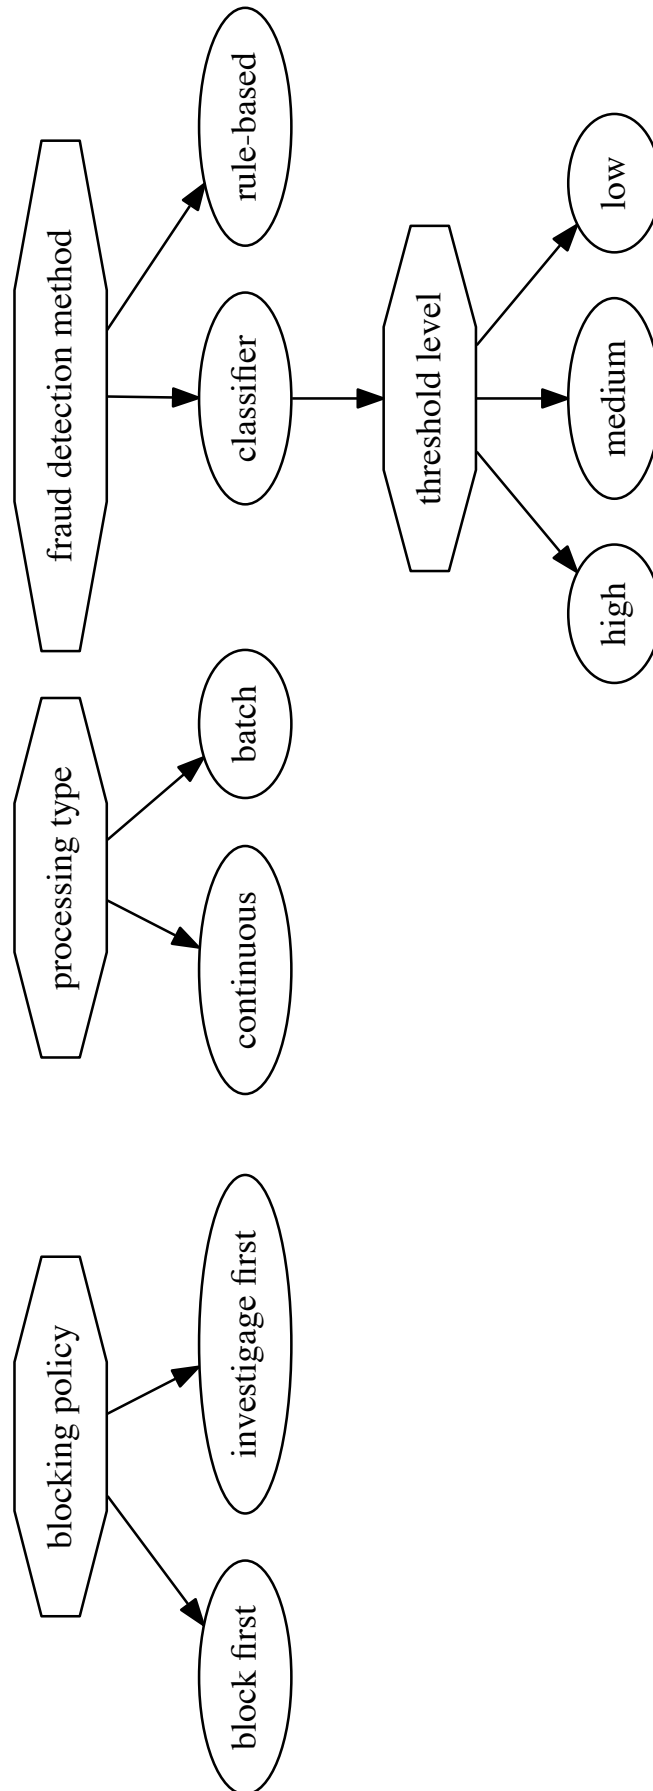 blocking policy
processing type
fraud detection method
block first
investigage first
continuous
batch
classifier
rule-based
threshold level
high
medium
low